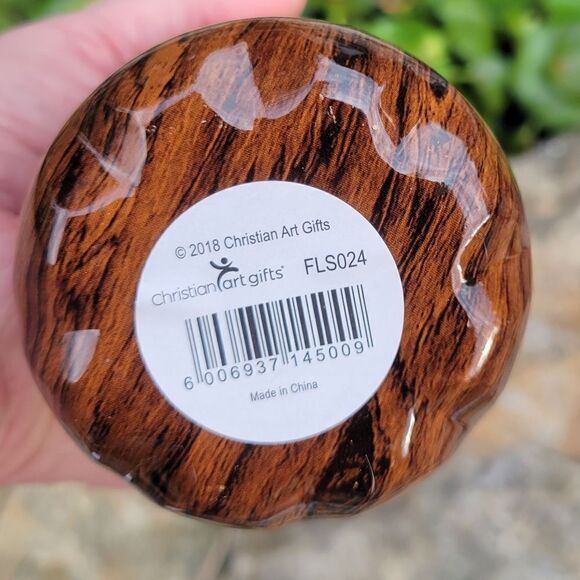 © 2018 Christian Art Gifts
Christian art gifts® FLS024
6 006937 145009
Made in China